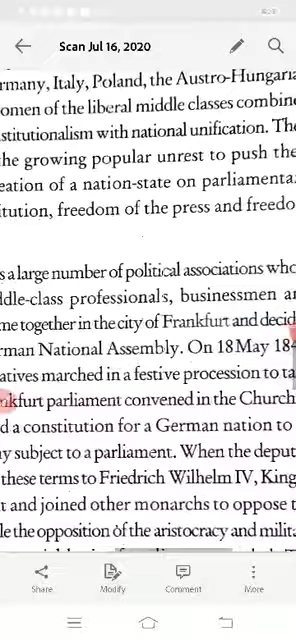 Scan Jul 16, 2020
rmany, Italy, Poland, the Austro-Hungaria
omen of the liberal middle classes combine
stitutionalism with national unification. The
the growing popular unrest to push the
eation of a nation-state on parliamenta
itution, freedom of the press and freedo
s a large number of political associations who
ddle-class professionals, businessmen a
me together in the city of Frankfurt and decid
rman National Assembly. On 18 May 184
atives marched in a festive procession to ta
nkfurt parliament convened in the Church
d a constitution for a German nation to
y subject to a parliament. When the deput
these terms to Friedrich Wilhelm IV, King
t and joined other monarchs to oppose t
le the opposition of the aristocracy and milita
Share Modify Comment More